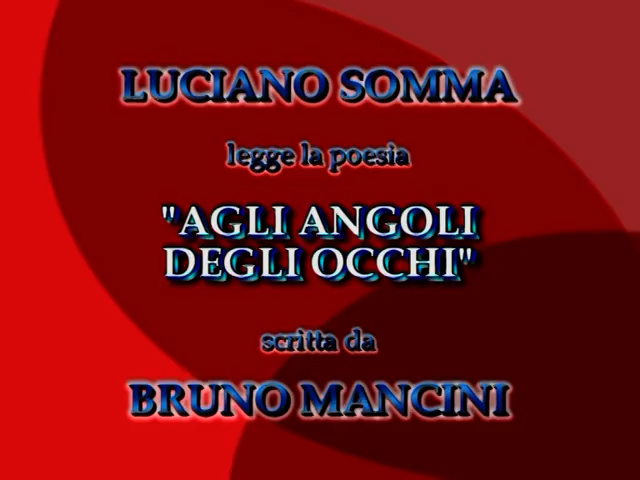 LUCIANO SOMMA
legge la poesia
"AGLI ANGOLI
DEGLI OCCHI"
scritta da
BRUNO MANCINI